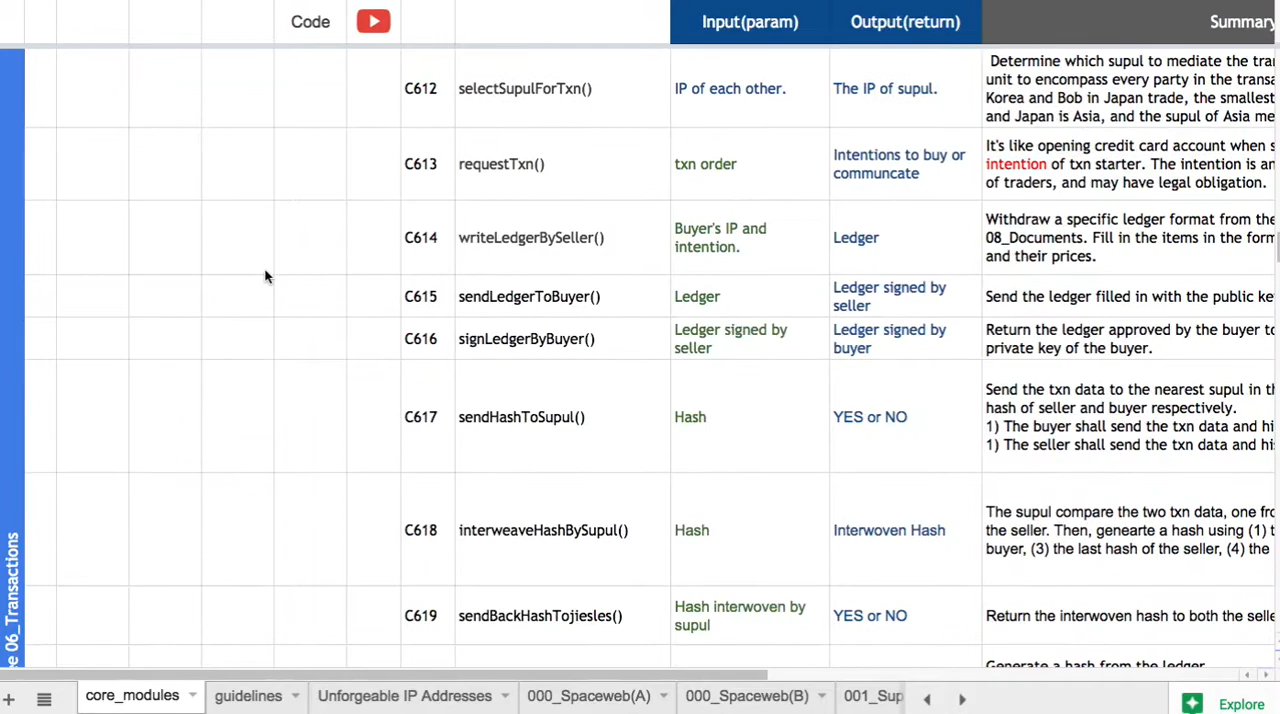 Code
Input(param)
Output(return)
Summary
C612
selectSupulForTxn()
IP of each other.
The IP of supul.
Determine which supul to mediate the tra
unit to encompass every party in the transa
Korea and Bob in Japan trade, the smallest
and Japan is Asia, and the supul of Asia me
C613
requestTxn()
txn order
Intentions to buy or
communcate
It's like opening credit card account when s
intention of txn starter. The intention is an
of traders, and may have legal obligation.
C614
writeLedgerBySeller()
Buyer's IP and
intention.
Ledger
Withdraw a specific ledger format from the
08_Documents. Fill in the items in the form
and their prices.
C615
sendLedgerToBuyer()
Ledger
Ledger signed by
seller
Send the ledger filled in with the public ke
C616
signLedgerByBuyer()
Ledger signed by
seller
Ledger signed by
buyer
Return the ledger approved by the buyer to
private key of the buyer.
C617
sendHashToSupul()
Hash
YES or NO
Send the txn data to the nearest supul in th
hash of seller and buyer respectively.
1) The buyer shall send the txn data and hi
1) The seller shall send the txn data and hi
C618
interweaveHashBySupul()
Hash
Interwoven Hash
The supul compare the two txn data, one fro
the seller. Then, genearte a hash using (1) t
buyer, (3) the last hash of the seller, (4) the
C619
sendBackHashTojiesles()
Hash interwoven by
supul
YES or NO
Return the interwoven hash to both the selle
Generate a hash from the ledger
e 06_Transactions
core_modules
guidelines
Unforgeable IP Addresses
000_Spaceweb(A)
000_Spaceweb(B)
001_Sup
Explore